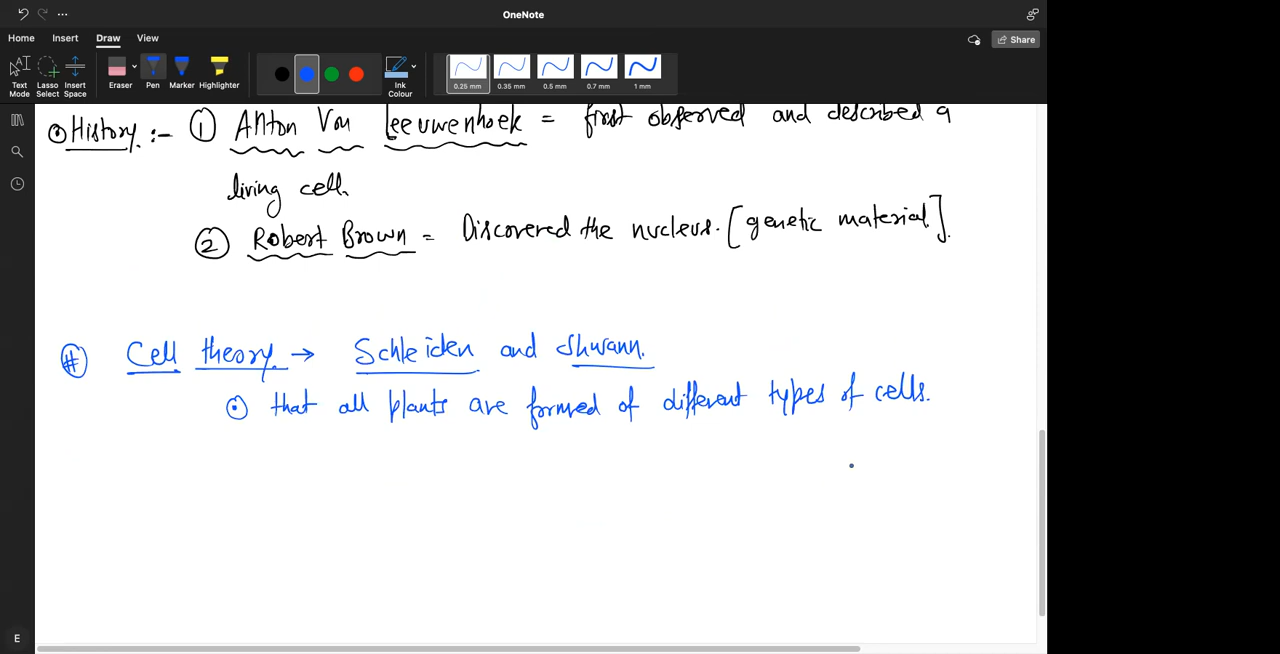 OneNote
Home Insert Draw View
Share
Text Mode Lasso Select Insert Space Eraser Pen Marker Highlighter Ink Colour 0.25 mm 0.35 mm 0.5 mm 0.7 mm 1 mm
History :- ① Anton Von Leeuwenhoek = first observed and described a
living cell.
② Robert Brown = Discovered the nucleus. [genetic material].
# Cell theory → Schleiden and Shwann.
that all plants are formed of different types of cells.
E